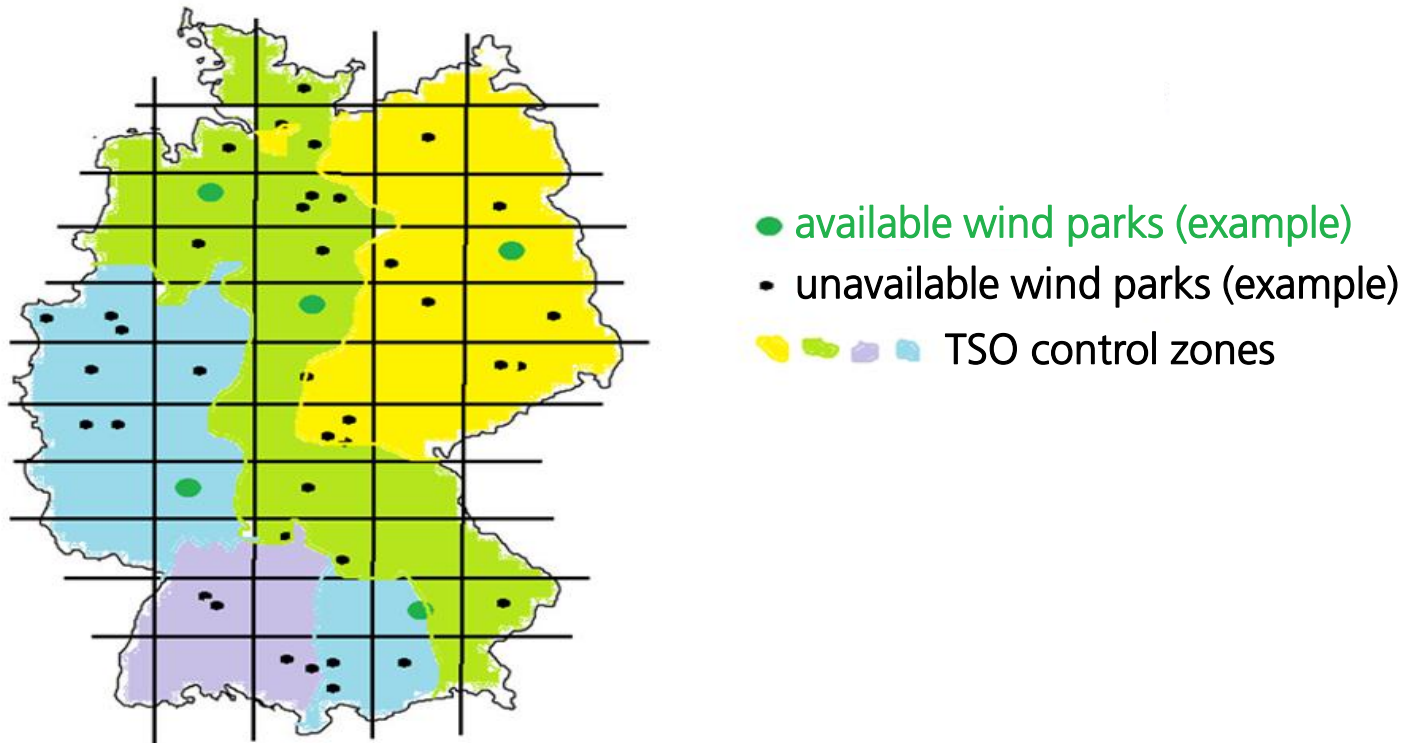 available wind parks (example)
unavailable wind parks (example)
TSO control zones